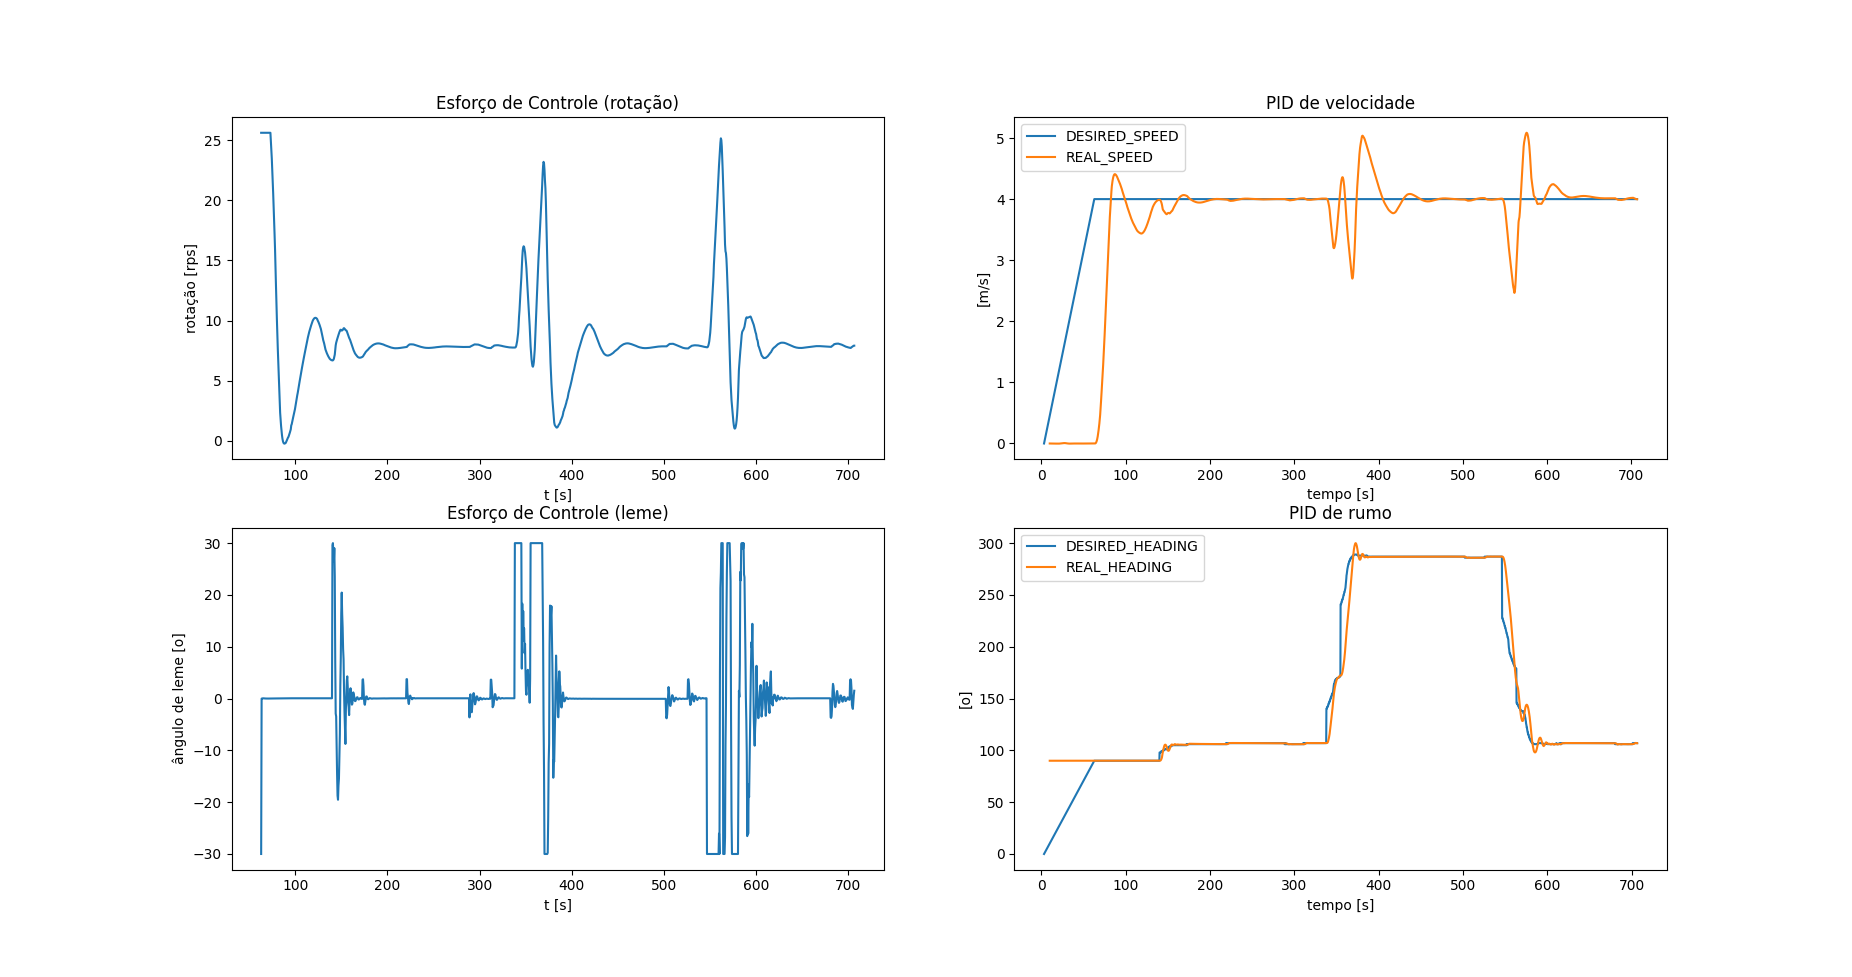 Esforço de Controle (rotação)
rotação [rps]
25
20
15
10
5
0
100 200 300 400 500 600 700
t [s]
PID de velocidade
DESIRED_SPEED
REAL_SPEED
[m/s]
5
4
3
2
1
0
0 100 200 300 400 500 600 700
tempo [s]
Esforço de Controle (leme)
ângulo de leme [o]
30
20
10
0
−10
−20
−30
100 200 300 400 500 600 700
t [s]
PID de rumo
DESIRED_HEADING
REAL_HEADING
[o]
300
250
200
150
100
50
0
0 100 200 300 400 500 600 700
tempo [s]